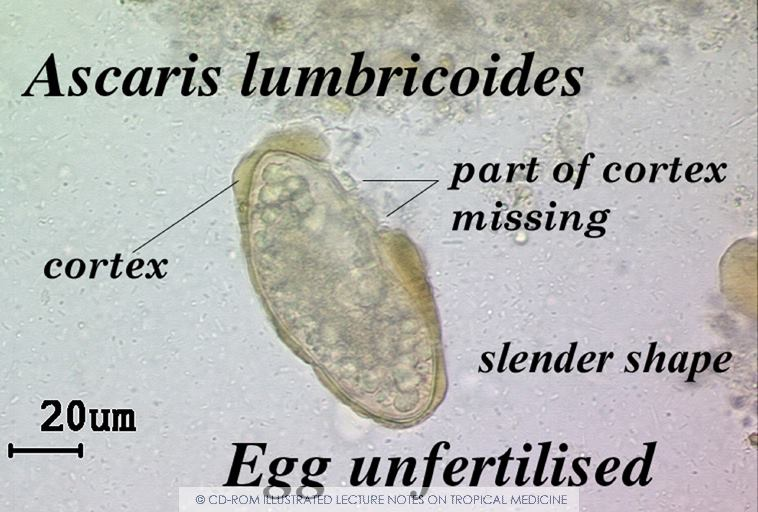 Ascaris lumbricoides
part of cortex
missing
cortex
slender shape
20um
Egg unfertilised
© CD-ROM ILLUSTRATED LECTURE NOTES ON TROPICAL MEDICINE